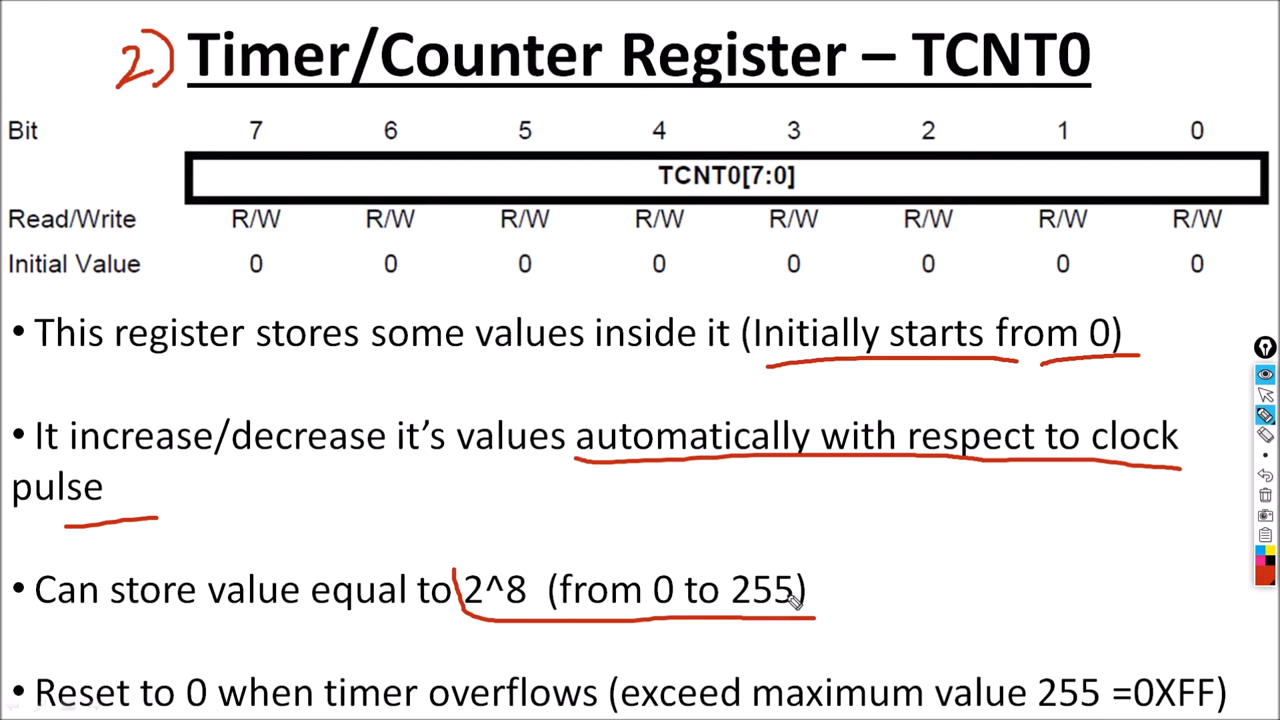 2) Timer/Counter Register – TCNT0
Bit 7 6 5 4 3 2 1 0
TCNT0[7:0]
Read/Write R/W R/W R/W R/W R/W R/W R/W R/W
Initial Value 0 0 0 0 0 0 0 0
• This register stores some values inside it (Initially starts from 0)
• It increase/decrease it’s values automatically with respect to clock
pulse
• Can store value equal to 2^8 (from 0 to 255)
• Reset to 0 when timer overflows (exceed maximum value 255 =0XFF)